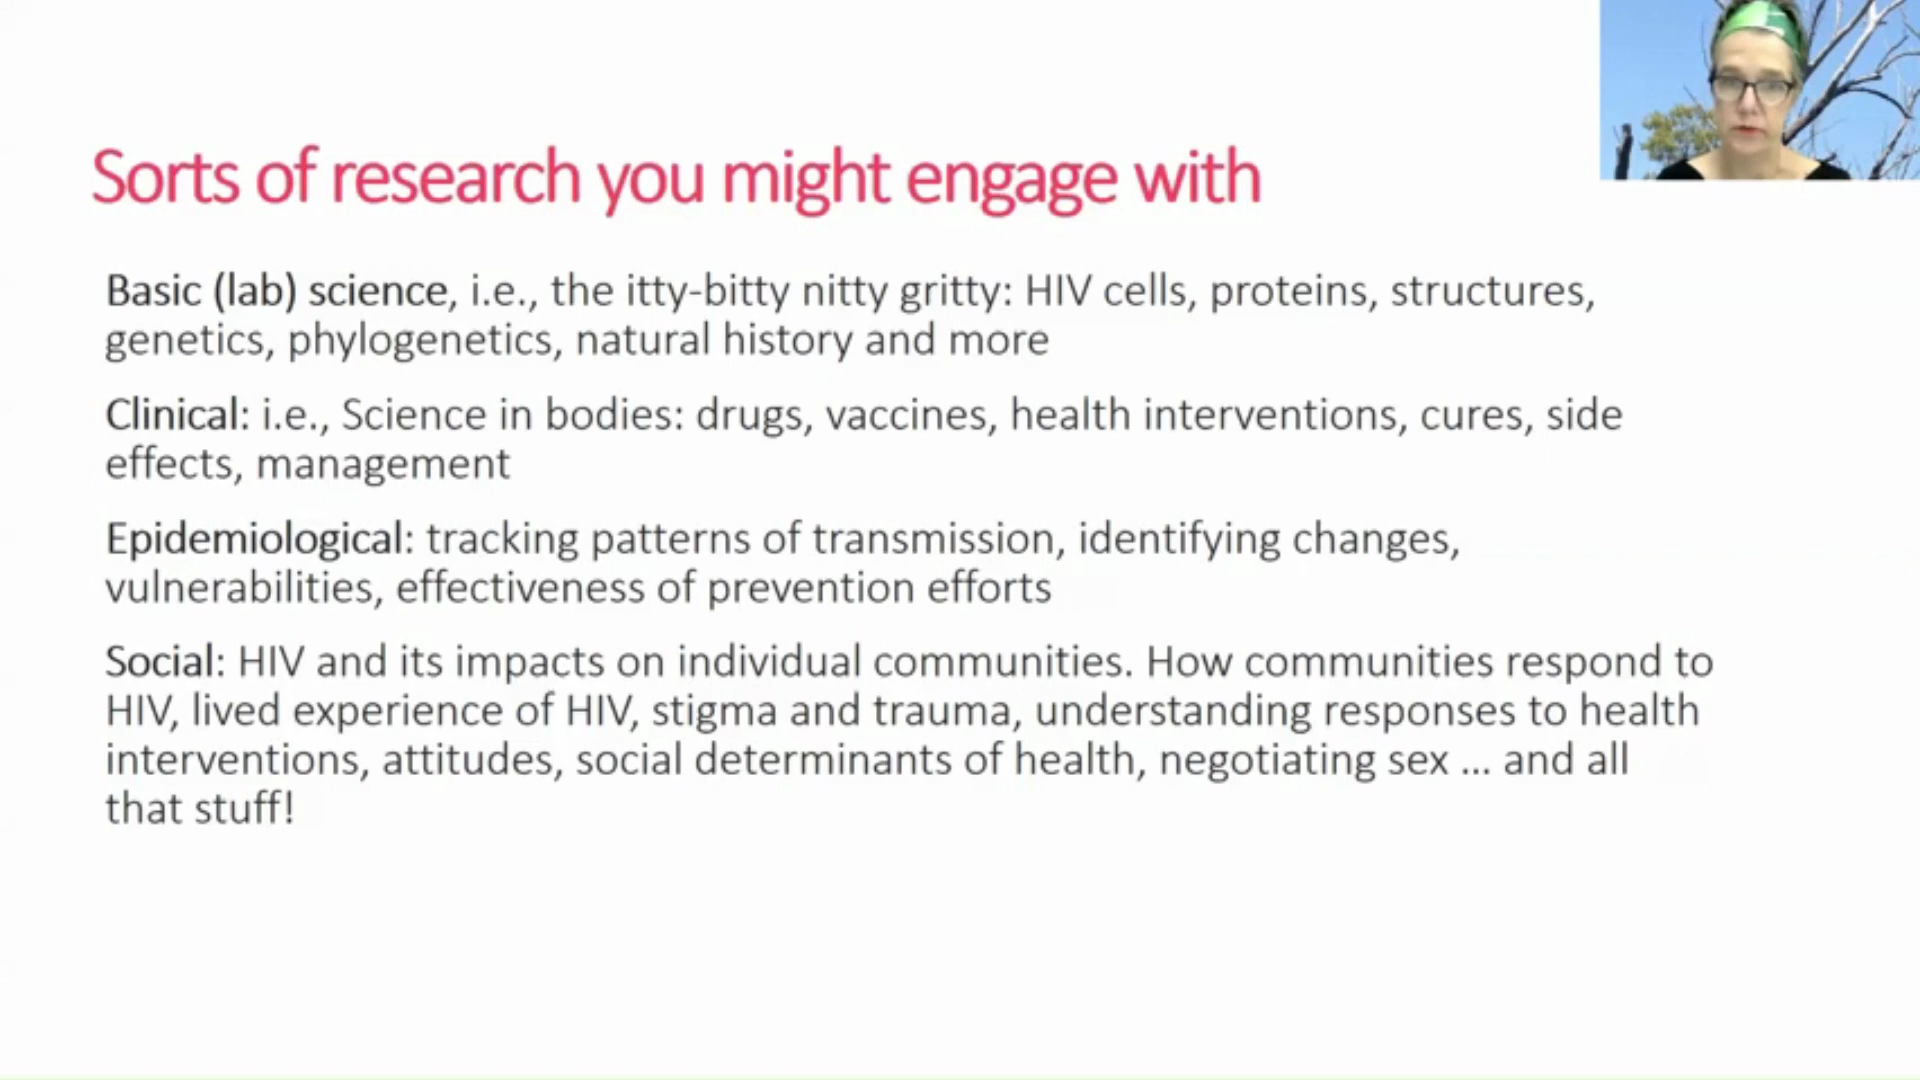 Sorts of research you might engage with
Basic (lab) science, i.e., the itty-bitty nitty gritty: HIV cells, proteins, structures,
genetics, phylogenetics, natural history and more
Clinical: i.e., Science in bodies: drugs, vaccines, health interventions, cures, side
effects, management
Epidemiological: tracking patterns of transmission, identifying changes,
vulnerabilities, effectiveness of prevention efforts
Social: HIV and its impacts on individual communities. How communities respond to
HIV, lived experience of HIV, stigma and trauma, understanding responses to health
interventions, attitudes, social determinants of health, negotiating sex ... and all
that stuff!